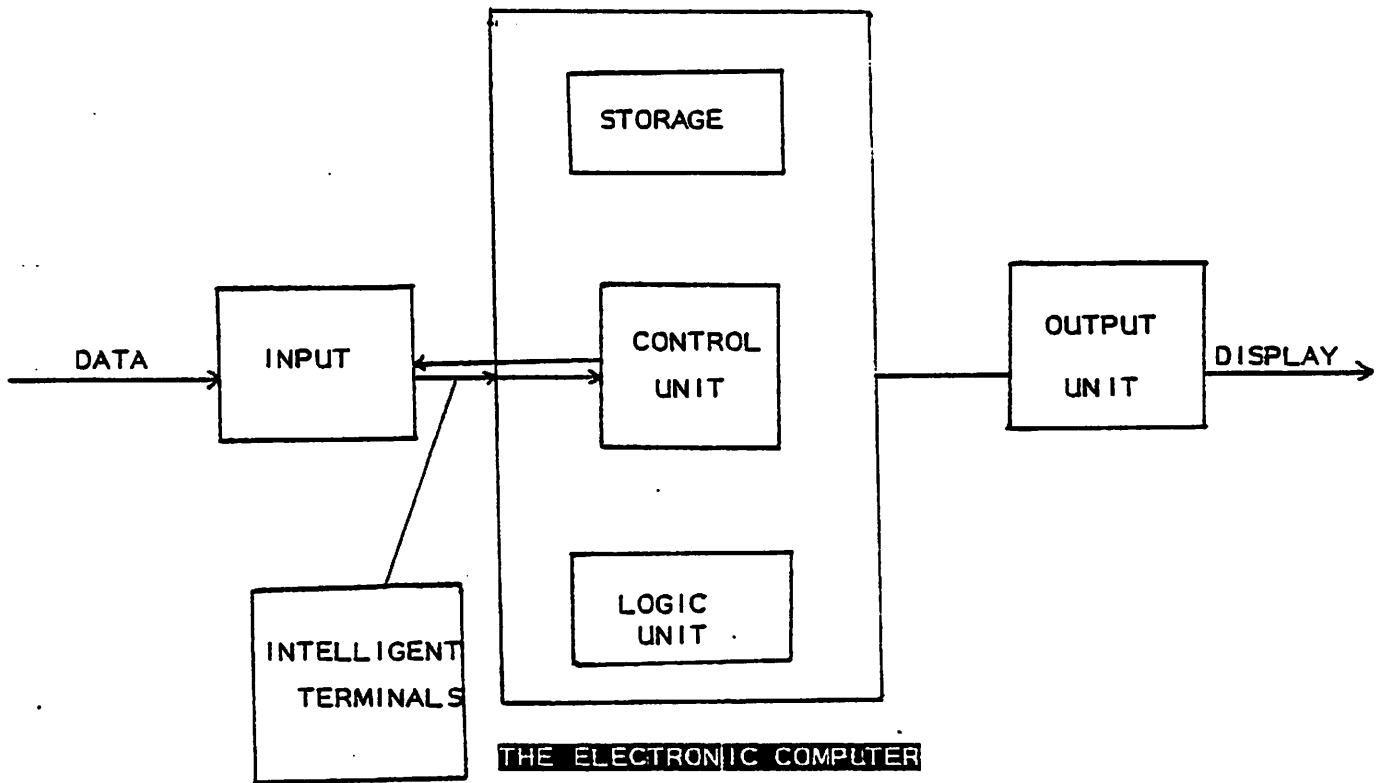 STORAGE
DATA
INPUT
CONTROL
UNIT
OUTPUT
UNIT
DISPLAY
LOGIC
UNIT
INTELLIGENT
TERMINALS
THE ELECTRONIC COMPUTER